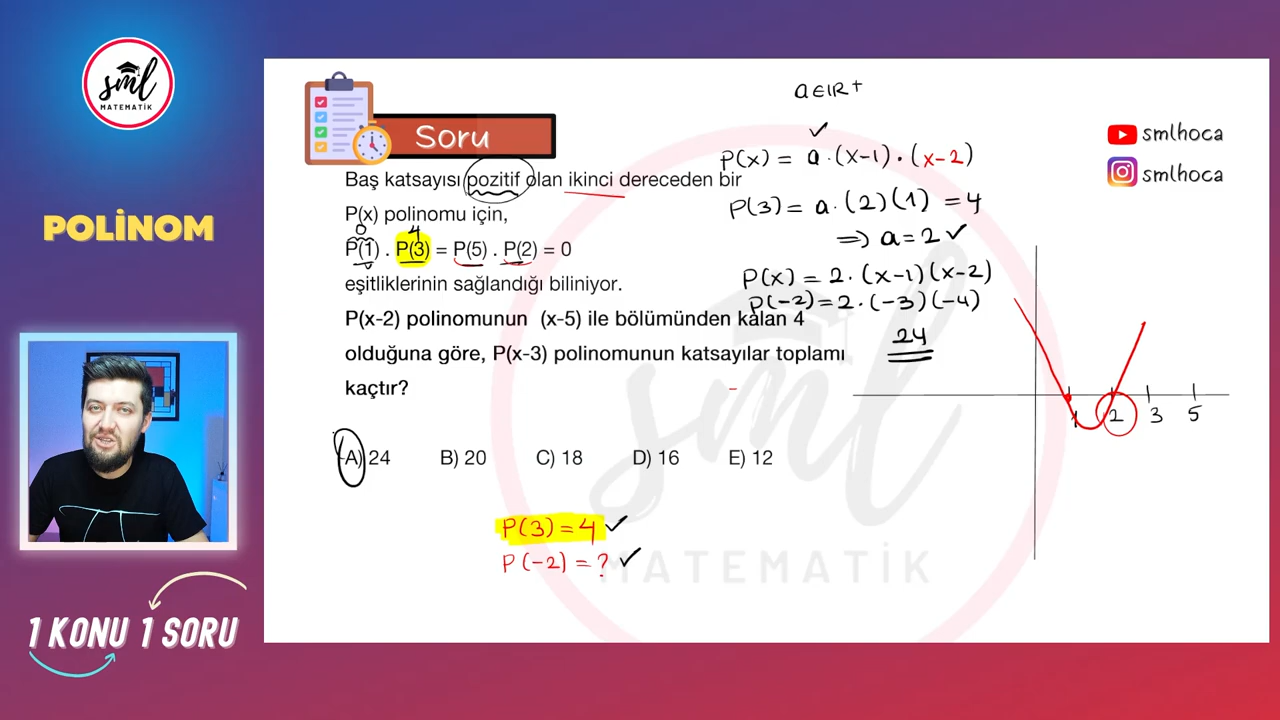 sml
MATEMATİK
POLİNOM
1 KONU 1 SORU
Soru
Baş katsayısı pozitif olan ikinci dereceden bir
P(x) polinomu için,
0 4
P(1) . P(3) = P(5) . P(2) = 0
eşitliklerinin sağlandığı biliniyor.
P(x-2) polinomunun (x-5) ile bölümünden kalan 4
olduğuna göre, P(x-3) polinomunun katsayılar toplamı
kaçtır?
A) 24 B) 20 C) 18 D) 16 E) 12
P(3) = 4 ✓
P(-2) = ? ✓
a∈IR+
✓
P(x) = a·(x-1)·(x-2)
P(3) = a·(2)(1) = 4
⇒ a = 2 ✓
P(x) = 2·(x-1)(x-2)
P(-2) = 2·(-3)(-4)
24
1 2 3 5
smlhoca
smlhoca
sml
MATEMATİK